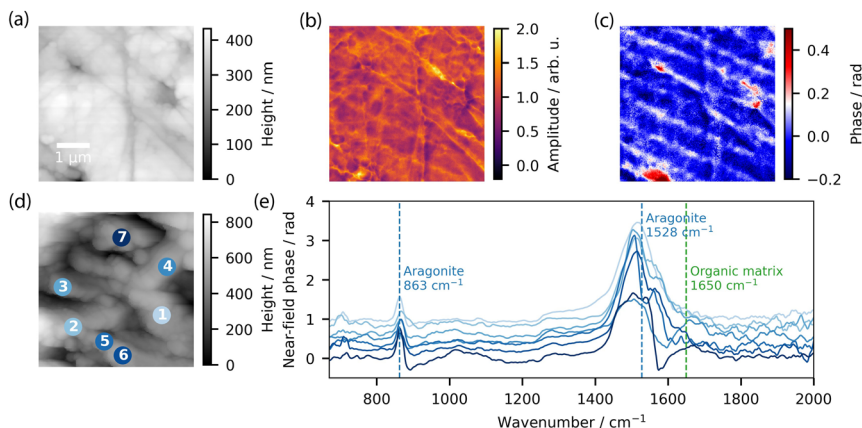 (a)
400
300
200
100
0
Height / nm
1 μm
(b)
2.0
1.5
1.0
0.5
0.0
Amplitude / arb. u.
(c)
0.4
0.2
0.0
−0.2
Phase / rad
(d)
7
4
3
1
2
5
6
800
600
400
200
0
Height / nm
(e)
4
3
2
1
0
Near-field phase / rad
Aragonite
863 cm⁻¹
Aragonite
1528 cm⁻¹
Organic matrix
1650 cm⁻¹
800 1000 1200 1400 1600 1800 2000
Wavenumber / cm⁻¹